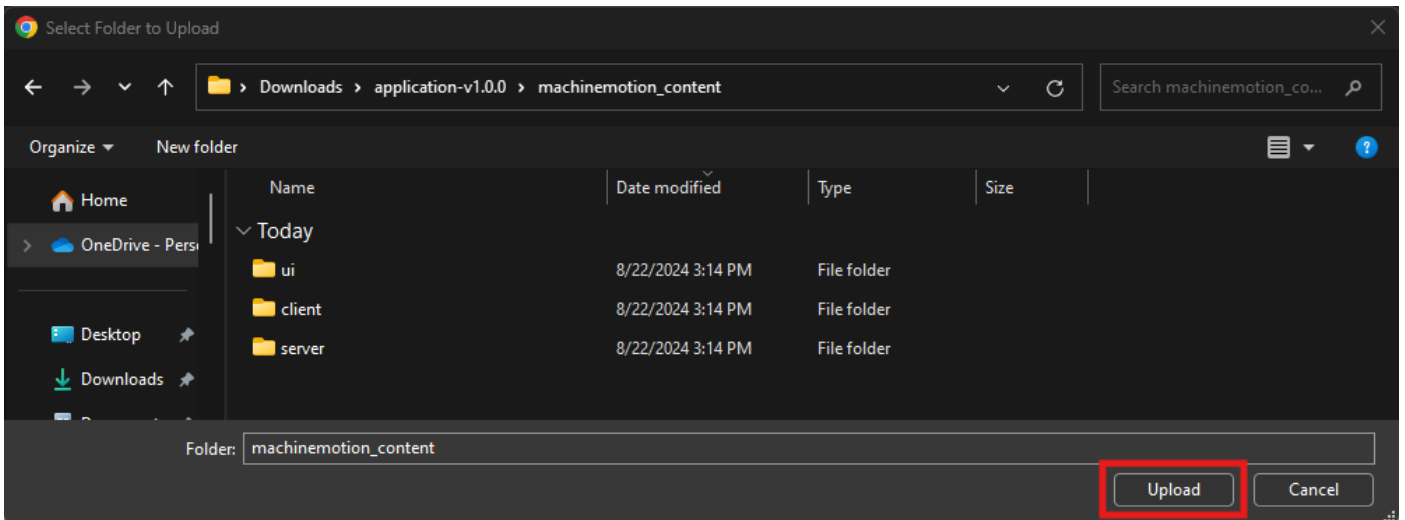 Select Folder to Upload
Downloads > application-v1.0.0 > machinemotion_content
Search machinemotion_co...
Organize
New folder
Name
Date modified
Type
Size
Home
OneDrive - Pers
Today
ui 8/22/2024 3:14 PM File folder
client 8/22/2024 3:14 PM File folder
server 8/22/2024 3:14 PM File folder
Desktop
Downloads
Folder: machinemotion_content
Upload
Cancel